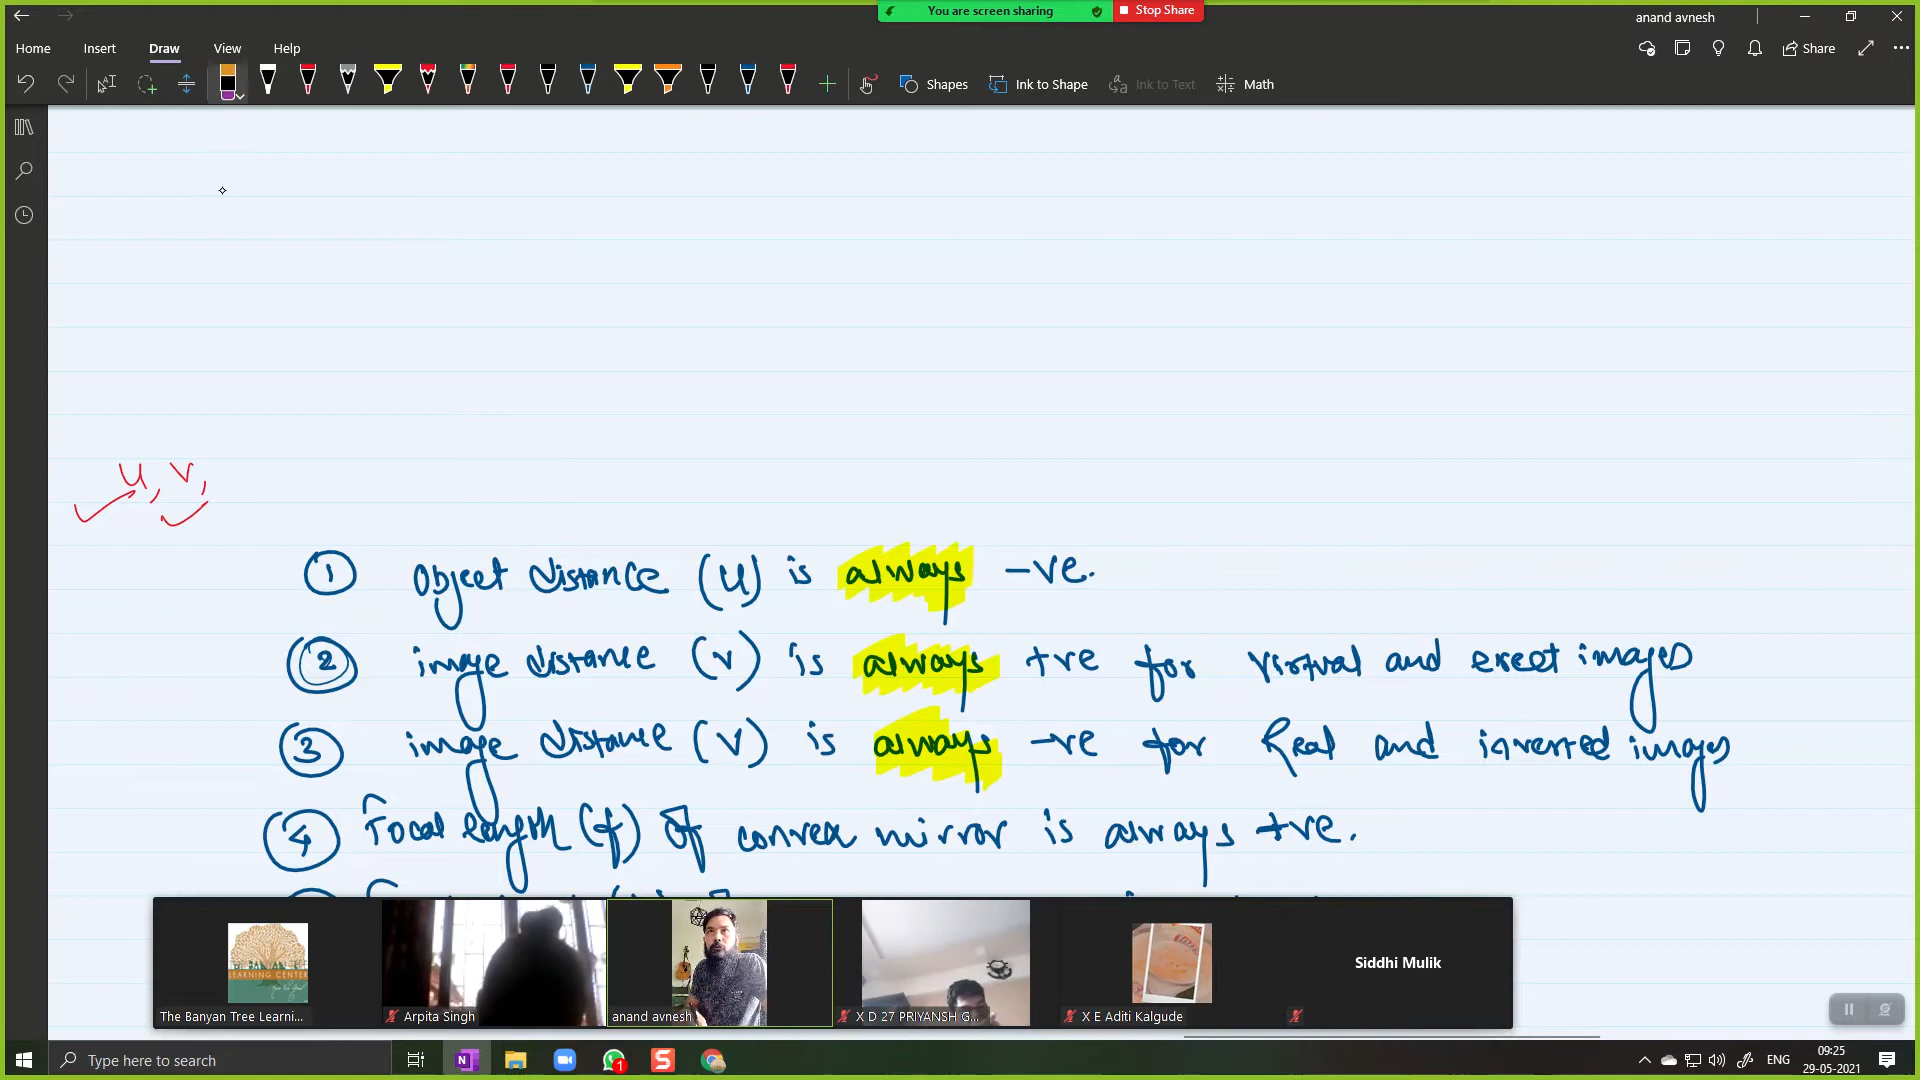 You are screen sharing
Stop Share
anand avnesh
Home Insert Draw View Help
Share
Shapes Ink to Shape Ink to Text Math
u, v,
① object distance (u) is always -ve.
② image distance (v) is always +ve for virtual and erect images
③ image distance (v) is always -ve for Real and inverted images
④ Focal length (f) of convex mirror is always +ve.
LEARNING CENTER
Siddhi Mulik
The Banyan Tree Learni... Arpita Singh anand avnesh X D 27 PRIYANSH G... X E Aditi Kalgude
Type here to search
N
S
1
ENG
09:25
29-05-2021